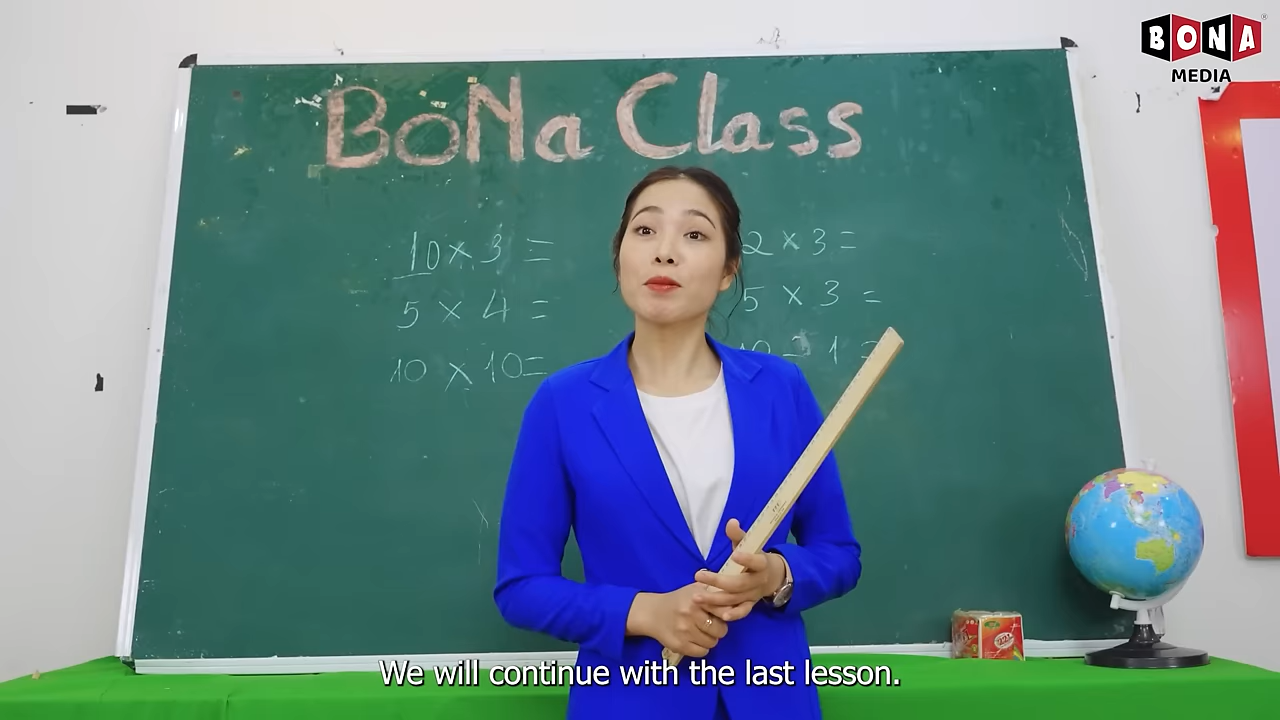 BONA
MEDIA
BoNa Class
10 x 3 =
2 x 3 =
5 x 4 =
5 x 3 =
10 x 10 =
1 =
We will continue with the last lesson.